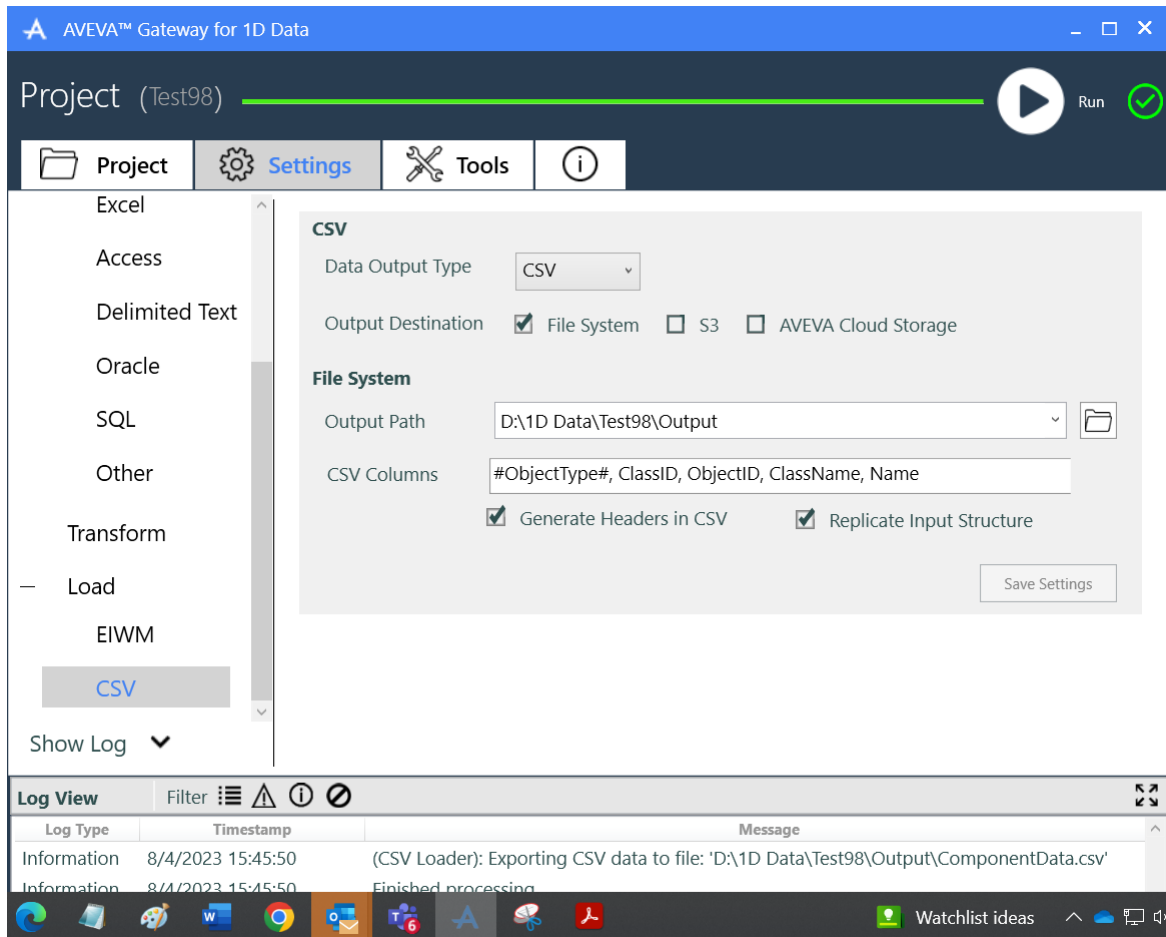 AVEVA™ Gateway for 1D Data
Project (Test98)
Run
Project Settings Tools
Excel
Access
Delimited Text
Oracle
SQL
Other
Transform
Load
EIWM
CSV
Show Log
CSV
Data Output Type CSV
Output Destination File System S3 AVEVA Cloud Storage
File System
Output Path D:\1D Data\Test98\Output
CSV Columns #ObjectType#, ClassID, ObjectID, ClassName, Name
Generate Headers in CSV Replicate Input Structure
Save Settings
Log View Filter
Log Type Timestamp Message
Information 8/4/2023 15:45:50 (CSV Loader): Exporting CSV data to file: 'D:\1D Data\Test98\Output\ComponentData.csv'
Information 8/4/2023 15:45:50 Finished processing
6 Watchlist ideas